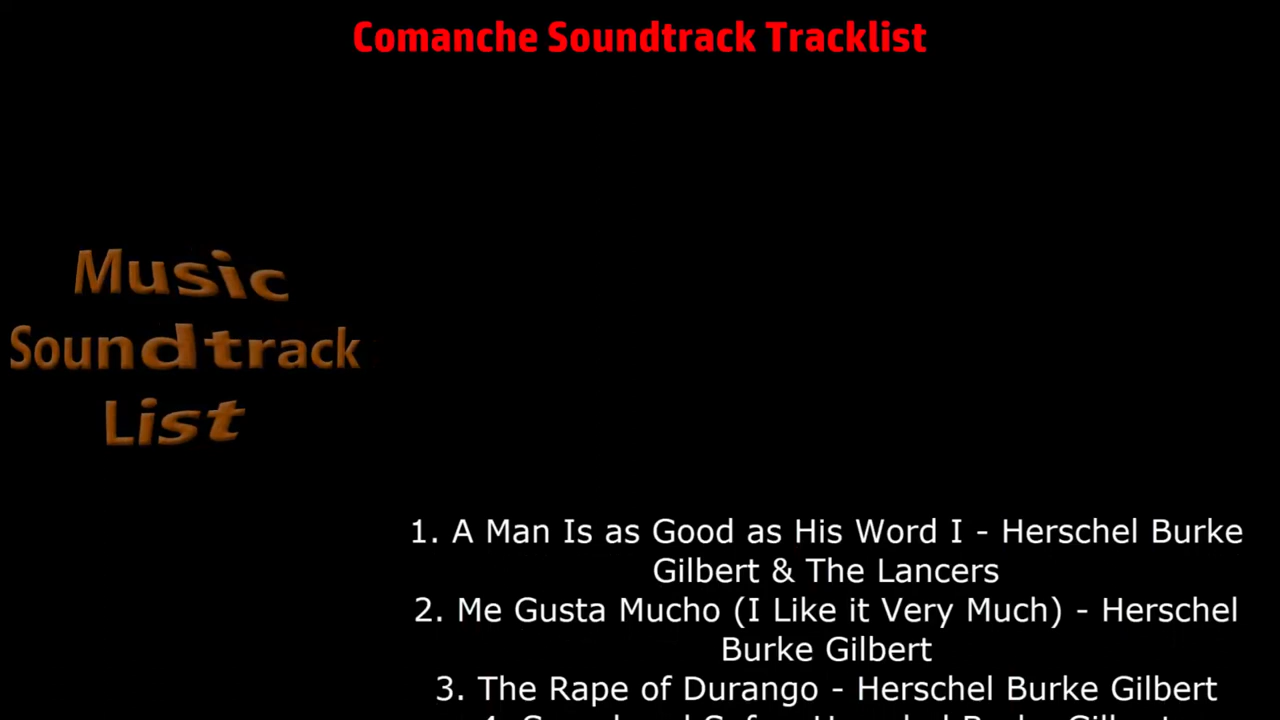 Comanche Soundtrack Tracklist
Music
Soundtrack
List
1. A Man Is as Good as His Word I - Herschel Burke
Gilbert & The Lancers
2. Me Gusta Mucho (I Like it Very Much) - Herschel
Burke Gilbert
3. The Rape of Durango - Herschel Burke Gilbert